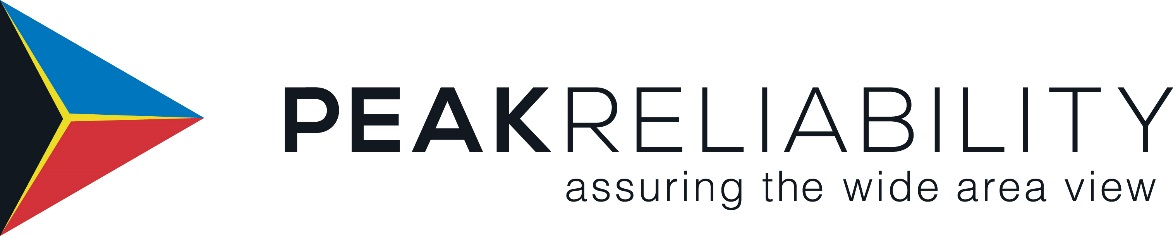 PEAKRELIABILITY
assuring the wide area view